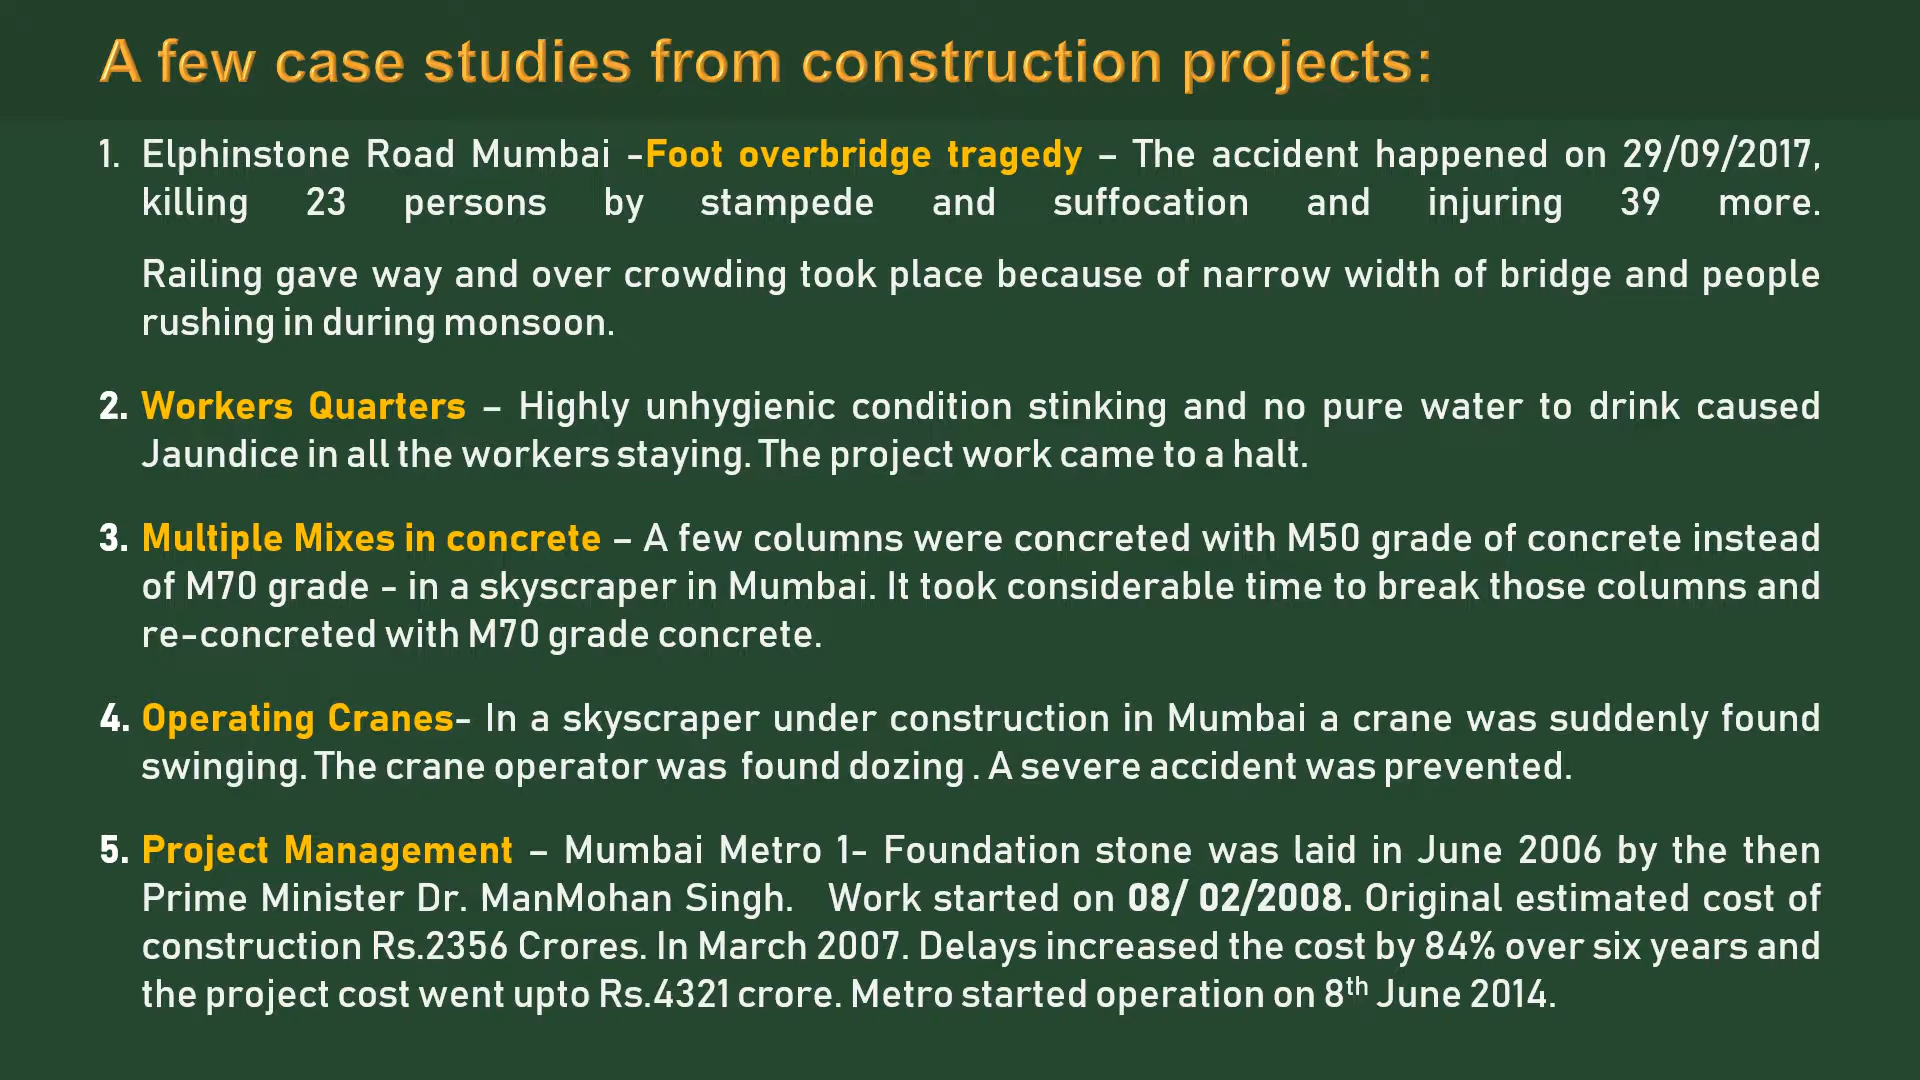 A few case studies from construction projects:
1. Elphinstone Road Mumbai -Foot overbridge tragedy – The accident happened on 29/09/2017,
killing 23 persons by stampede and suffocation and injuring 39 more.
Railing gave way and over crowding took place because of narrow width of bridge and people
rushing in during monsoon.
2. Workers Quarters – Highly unhygienic condition stinking and no pure water to drink caused
Jaundice in all the workers staying. The project work came to a halt.
3. Multiple Mixes in concrete – A few columns were concreted with M50 grade of concrete instead
of M70 grade - in a skyscraper in Mumbai. It took considerable time to break those columns and
re-concreted with M70 grade concrete.
4. Operating Cranes- In a skyscraper under construction in Mumbai a crane was suddenly found
swinging. The crane operator was found dozing . A severe accident was prevented.
5. Project Management – Mumbai Metro 1- Foundation stone was laid in June 2006 by the then
Prime Minister Dr. ManMohan Singh. Work started on 08/ 02/2008. Original estimated cost of
construction Rs.2356 Crores. In March 2007. Delays increased the cost by 84% over six years and
the project cost went upto Rs.4321 crore. Metro started operation on 8th June 2014.